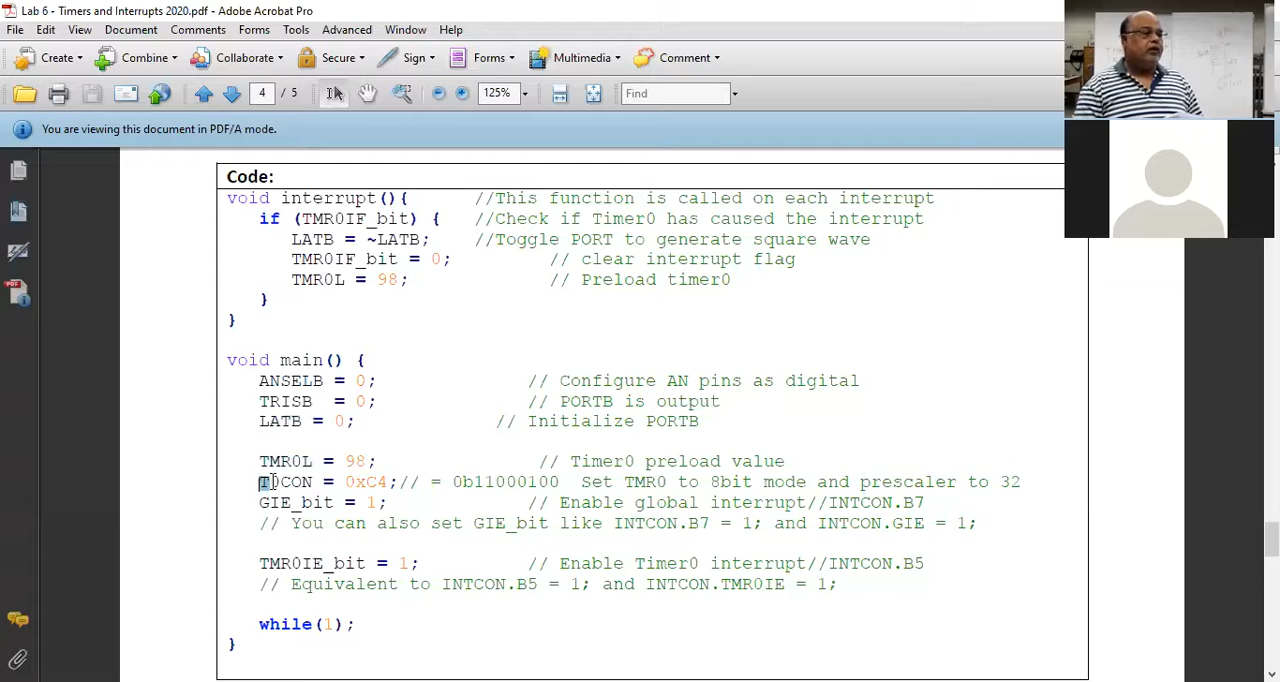 Lab 6 - Timers and Interrupts 2020.pdf - Adobe Acrobat Pro
File Edit View Document Comments Forms Tools Advanced Window Help
Create Combine Collaborate Secure Sign Forms Multimedia Comment
4 / 5 125% Find
You are viewing this document in PDF/A mode.
Code:
void interrupt(){ //This function is called on each interrupt
if (TMR0IF_bit) { //Check if Timer0 has caused the interrupt
LATB = ~LATB; //Toggle PORT to generate square wave
TMR0IF_bit = 0; // clear interrupt flag
TMR0L = 98; // Preload timer0
}
}
void main() {
ANSELB = 0; // Configure AN pins as digital
TRISB = 0; // PORTB is output
LATB = 0; // Initialize PORTB
TMR0L = 98; // Timer0 preload value
T0CON = 0xC4;// = 0b11000100 Set TMR0 to 8bit mode and prescaler to 32
GIE_bit = 1; // Enable global interrupt//INTCON.B7
// You can also set GIE_bit like INTCON.B7 = 1; and INTCON.GIE = 1;
TMR0IE_bit = 1; // Enable Timer0 interrupt//INTCON.B5
// Equivalent to INTCON.B5 = 1; and INTCON.TMR0IE = 1;
while(1);
}